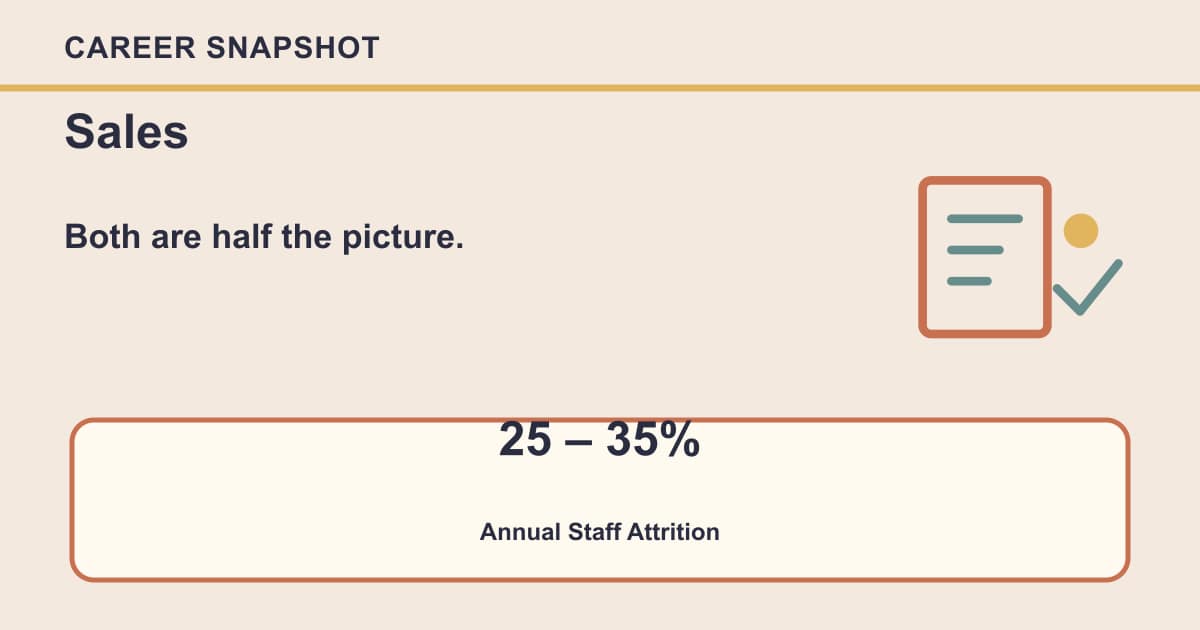 CAREER SNAPSHOT
Sales
Both are half the picture.
25 – 35%
Annual Staff Attrition